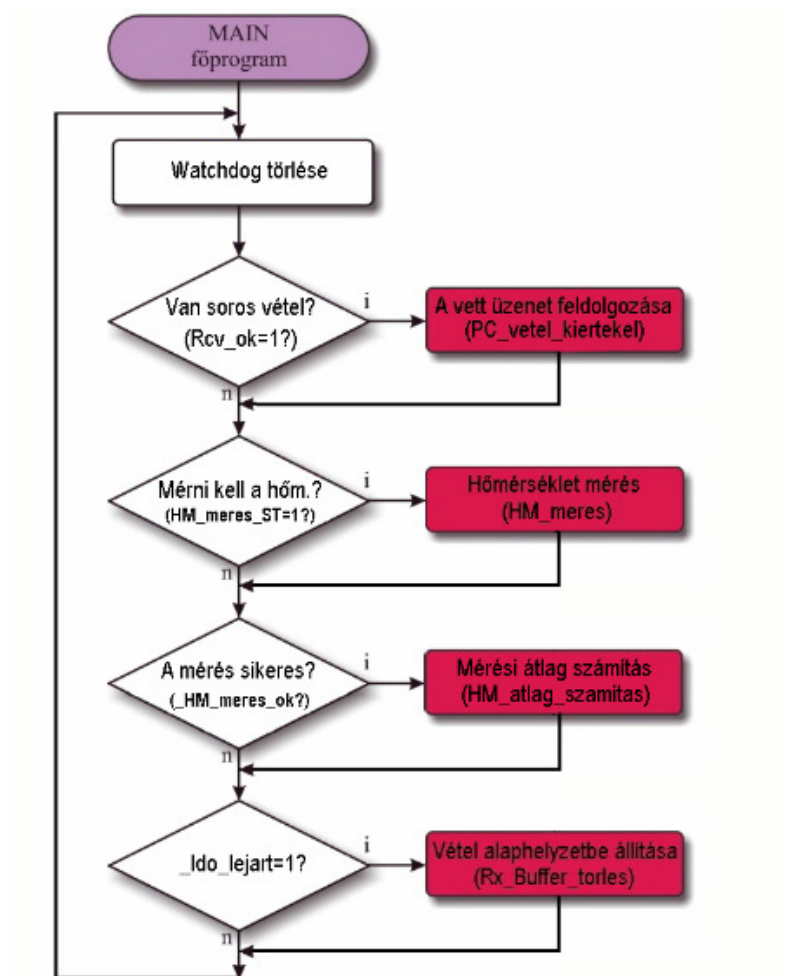 MAIN
főprogram
Watchdog törlése
Van soros vétel?
(Rcv_ok=1?)
i
A vett üzenet feldolgozása
(PC_vetel_kiertekel)
n
Mérni kell a hőm.?
(HM_meres_ST=1?)
i
Hőmérséklet mérés
(HM_meres)
n
A mérés sikeres?
(_HM_meres_ok?)
i
Mérési átlag számítás
(HM_atlag_szamitas)
n
_Ido_lejart=1?
i
Vétel alaphelyzetbe állítása
(Rx_Buffer_torles)
n